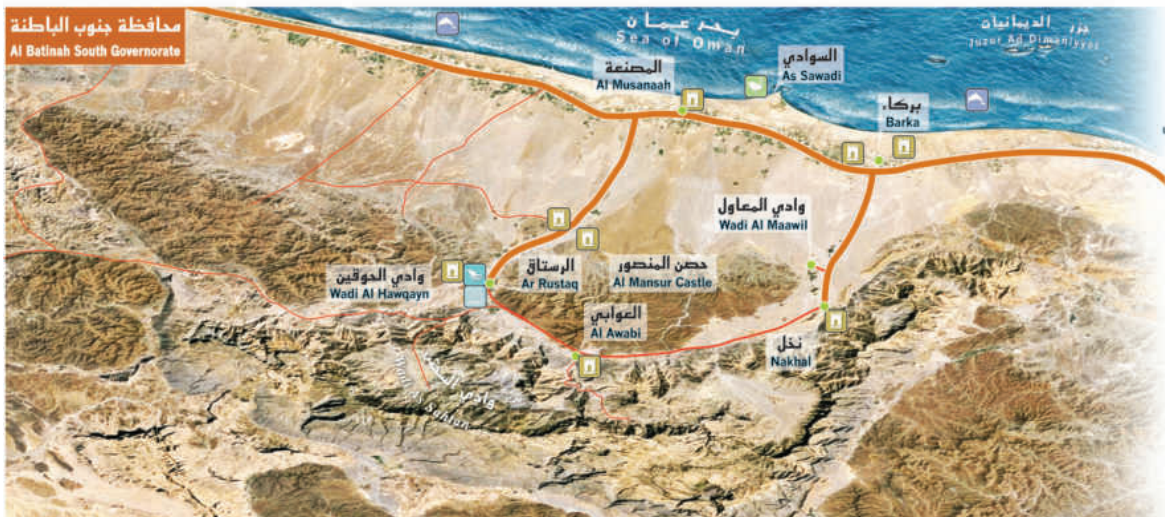 محافظة جنوب الباطنة
Al Batinah South Governorate
بحر عمان
Sea of Oman
جزر الديمانيات
Juzur Ad Dimaniyyat
السوادي
As Sawadi
المصنعة
Al Musanaah
بركاء
Barka
وادي المعاول
Wadi Al Maawil
وادي الحوقين
Wadi Al Hawqayn
الرستاق
Ar Rustaq
حصن المنصور
Al Mansur Castle
العوابي
Al Awabi
نخل
Nakhal
وادي
Wadi As Sahtan